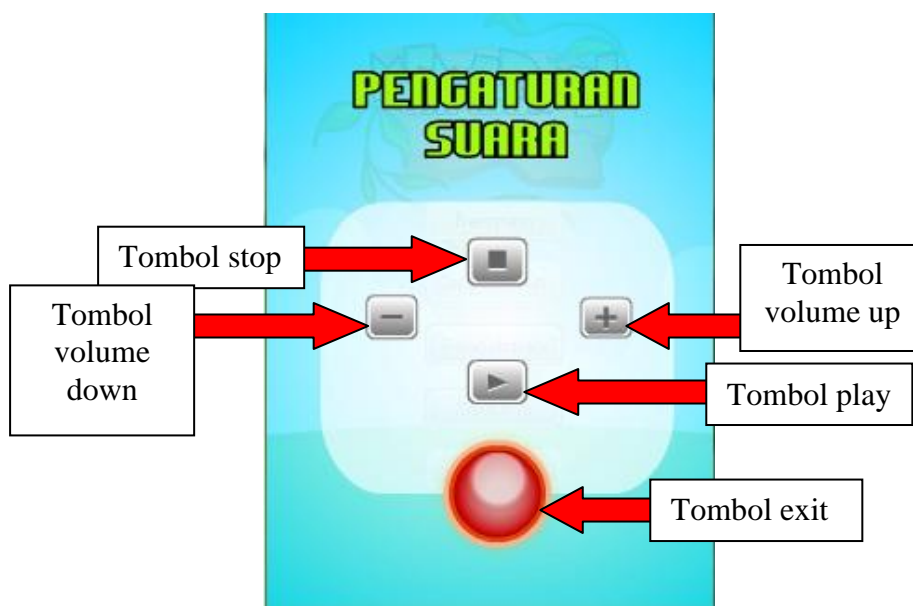 PENGATURAN
SUARA
Tombol stop
Tombol
volume up
Tombol
volume
down
Tombol play
Tombol exit